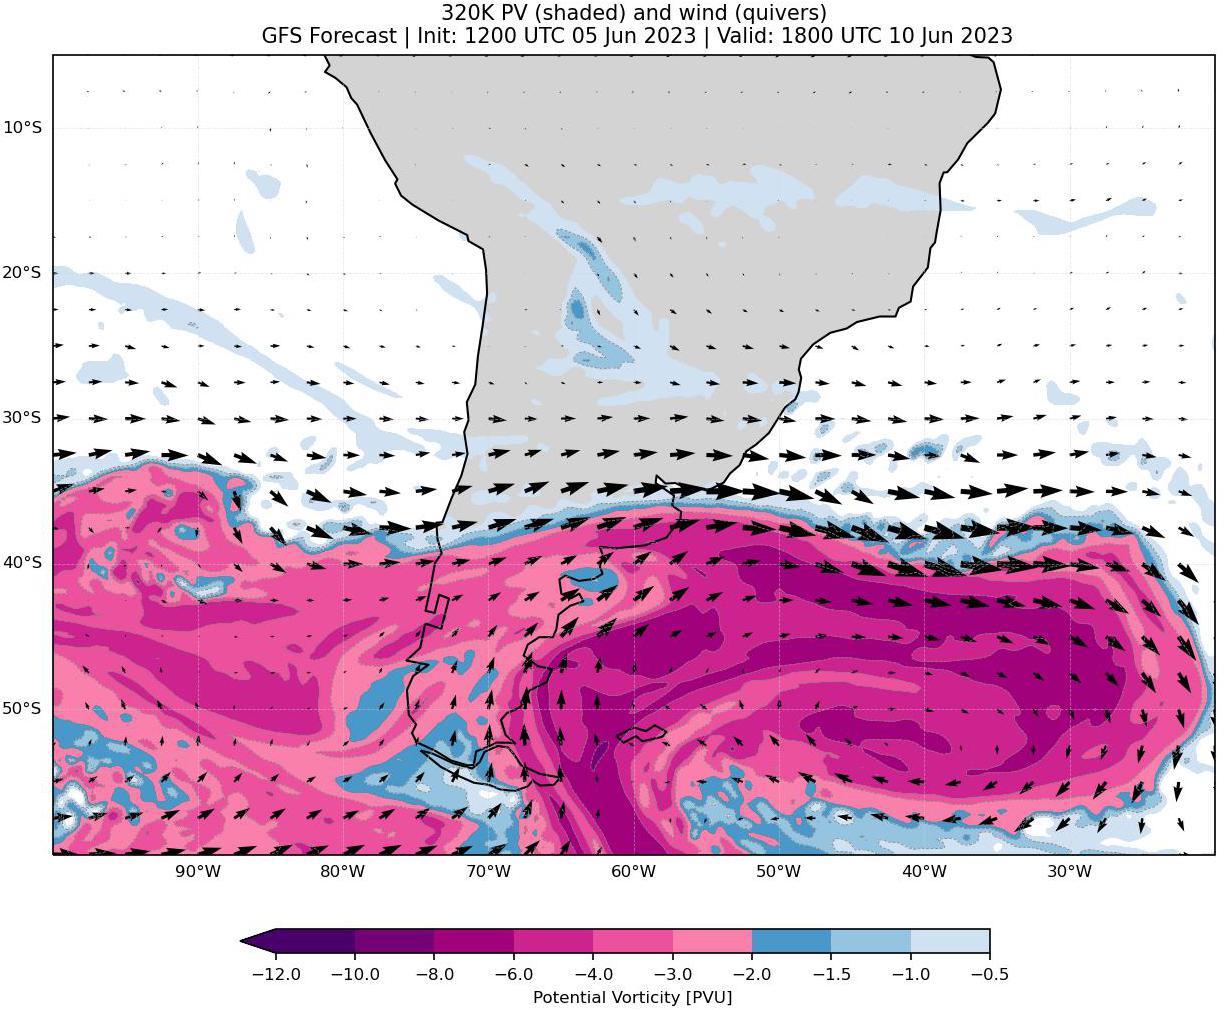 320K PV (shaded) and wind (quivers)
GFS Forecast | Init: 1200 UTC 05 Jun 2023 | Valid: 1800 UTC 10 Jun 2023
10°S
20°S
30°S
40°S
50°S
90°W 80°W 70°W 60°W 50°W 40°W 30°W
−12.0 −10.0 −8.0 −6.0 −4.0 −3.0 −2.0 −1.5 −1.0 −0.5
Potential Vorticity [PVU]